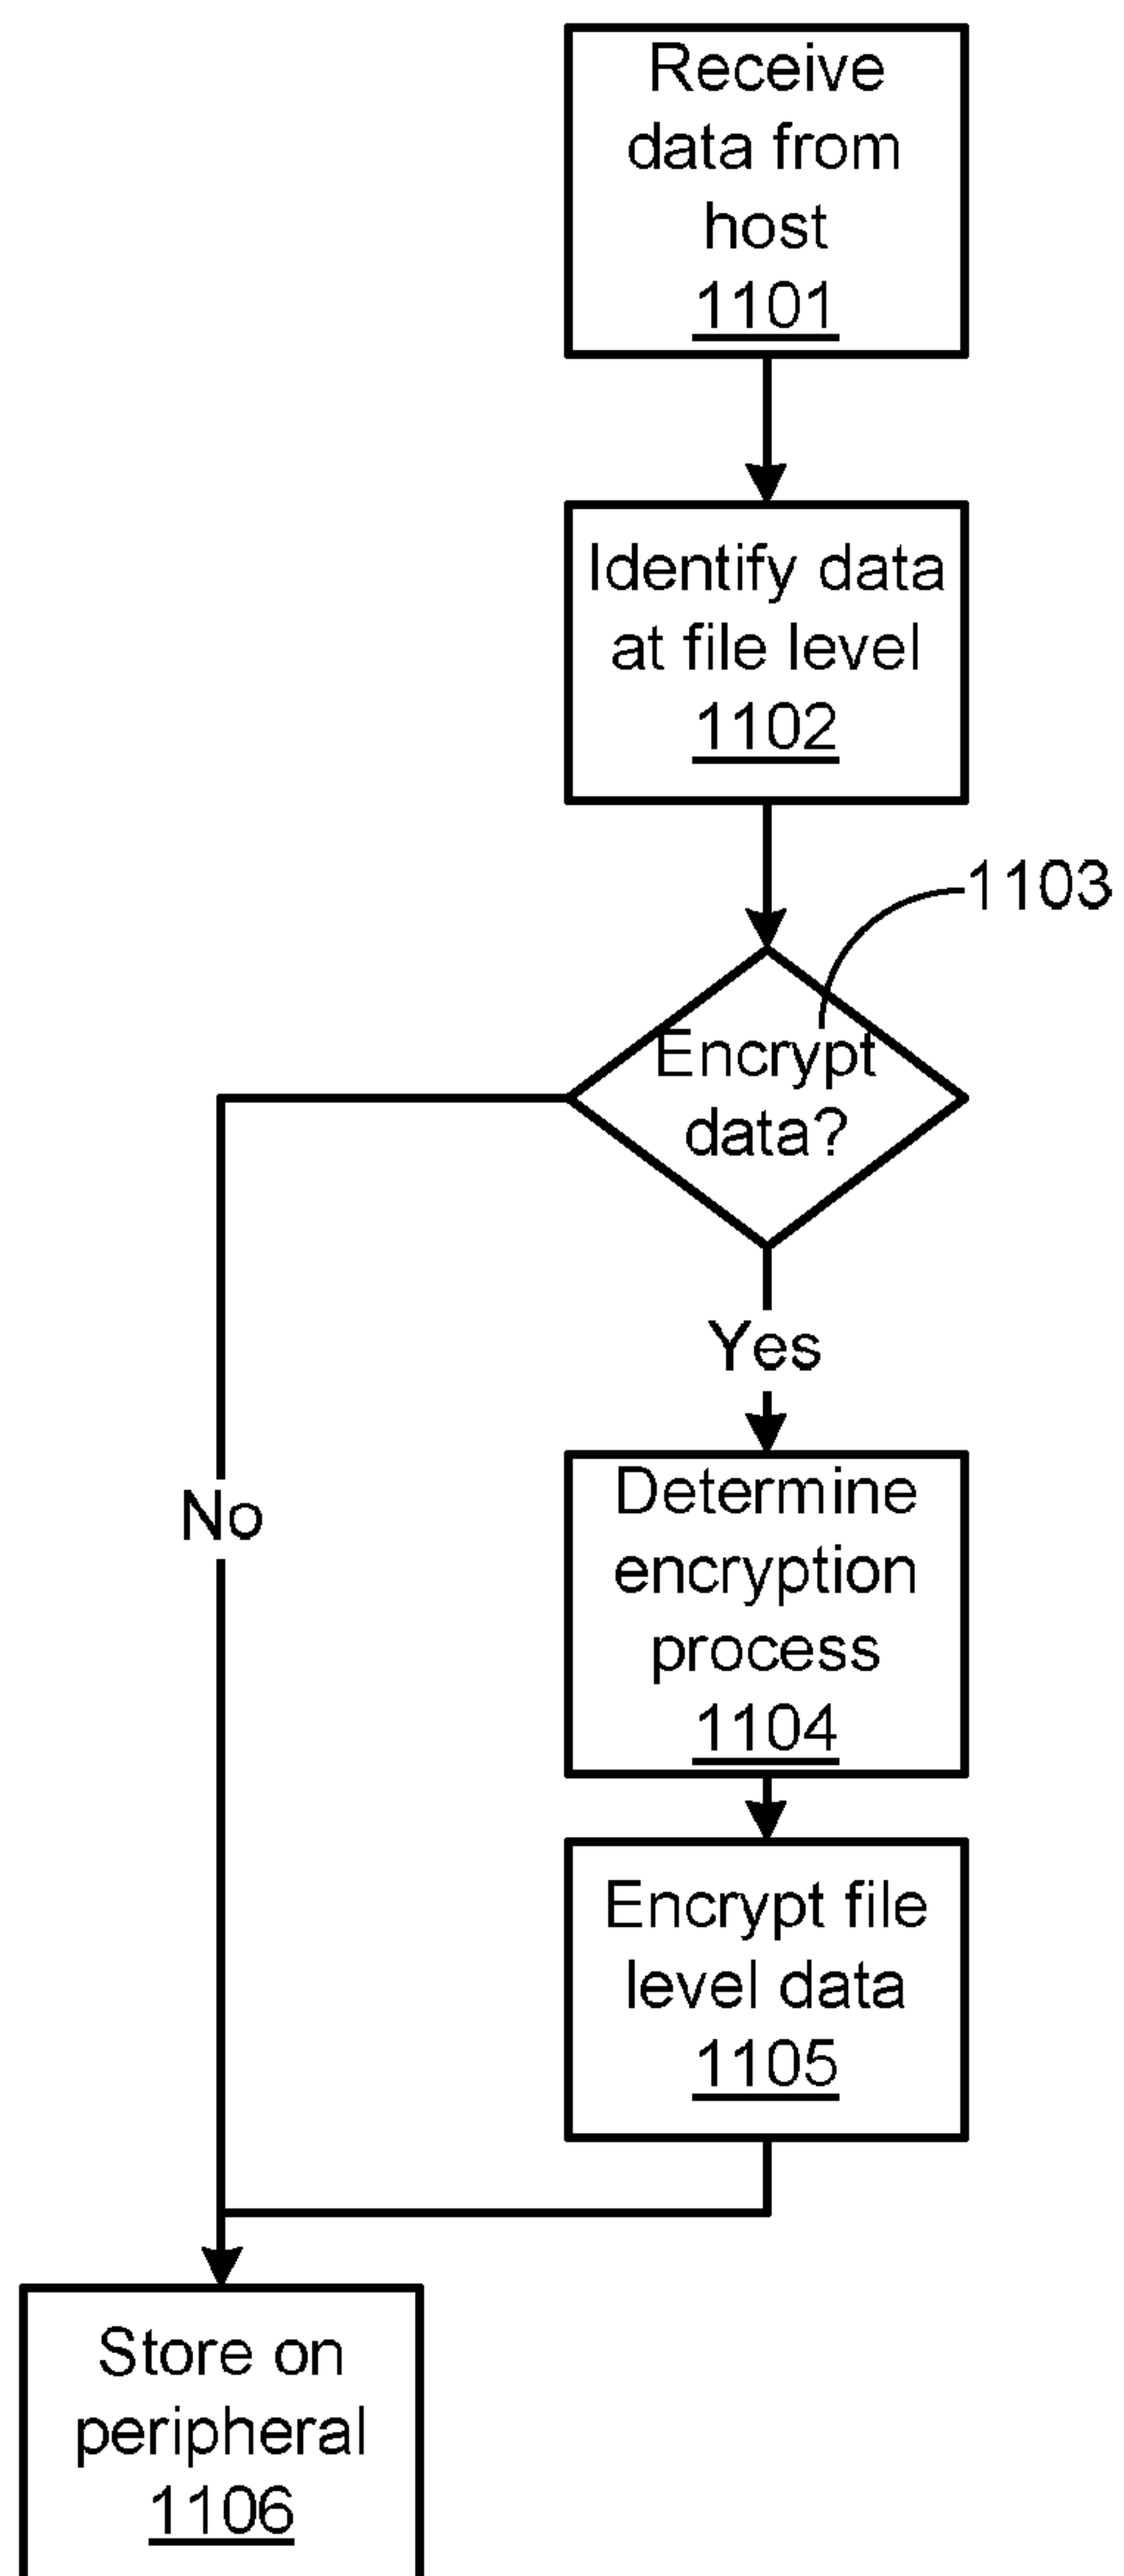 Receive
data from
host
1101
Identify data
at file level
1102
1103
Encrypt
data?
Yes
No
Determine
encryption
process
1104
Encrypt file
level data
1105
Store on
peripheral
1106